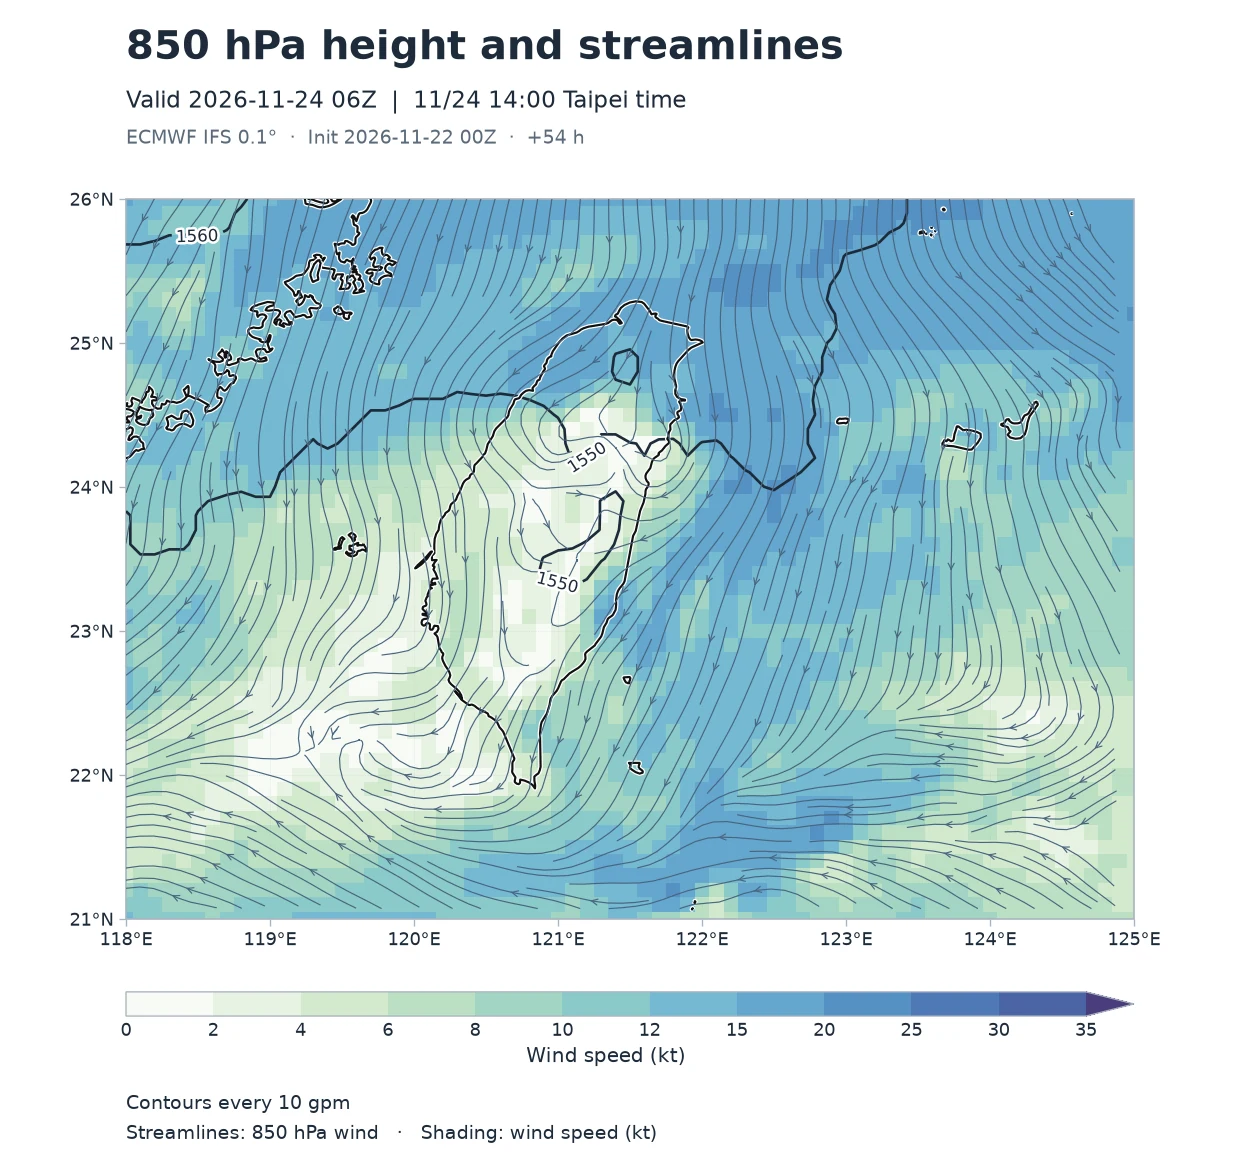 850 hPa height and streamlines
Valid 2026-11-24 06Z | 11/24 14:00 Taipei time
ECMWF IFS 0.1° · Init 2026-11-22 00Z · +54 h
26°N
1560
25°N
1550
24°N
1550
23°N
22°N
21°N
118°E 119°E 120°E 121°E 122°E 123°E 124°E 125°E
0 2 4 6 8 10 12 15 20 25 30 35
Wind speed (kt)
Contours every 10 gpm
Streamlines: 850 hPa wind · Shading: wind speed (kt)